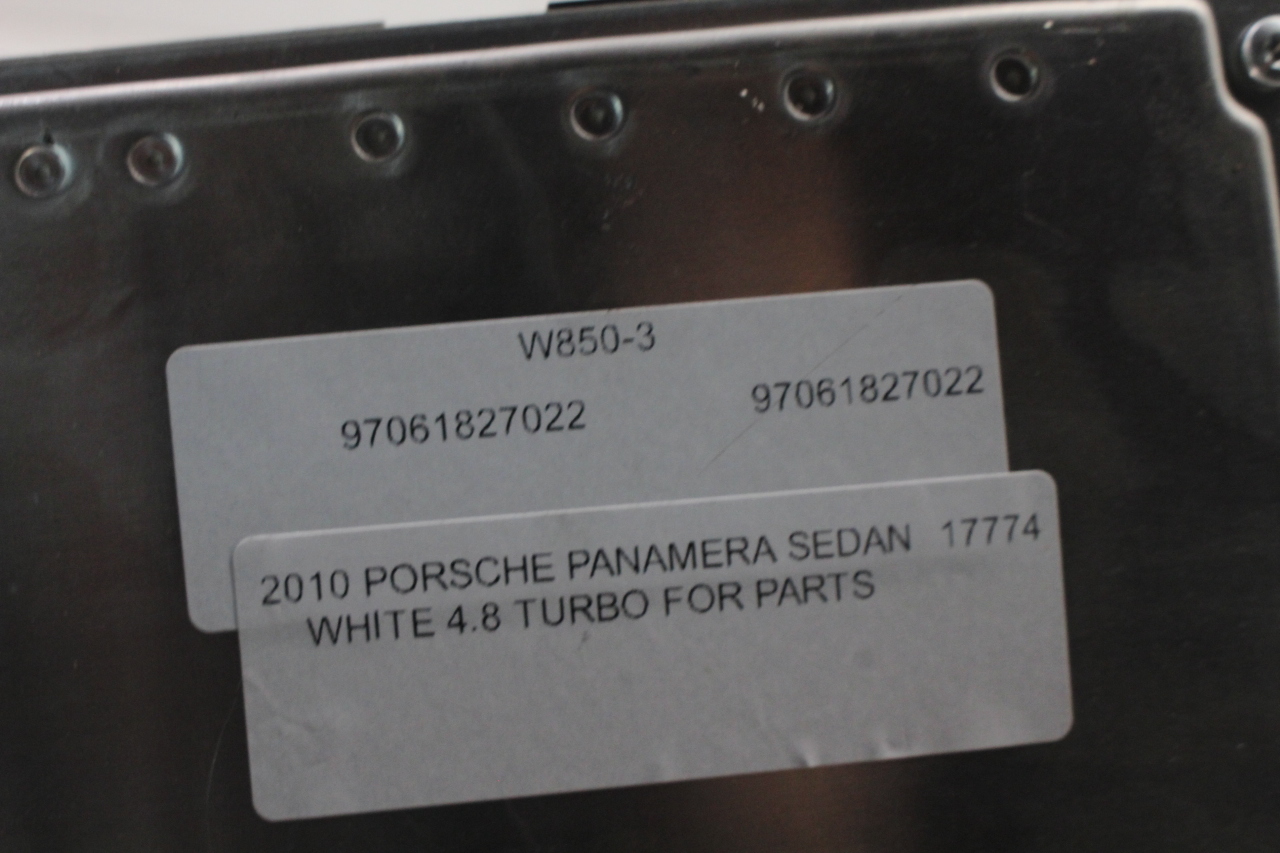 W850-3
97061827022 97061827022
2010 PORSCHE PANAMERA SEDAN 17774
WHITE 4.8 TURBO FOR PARTS